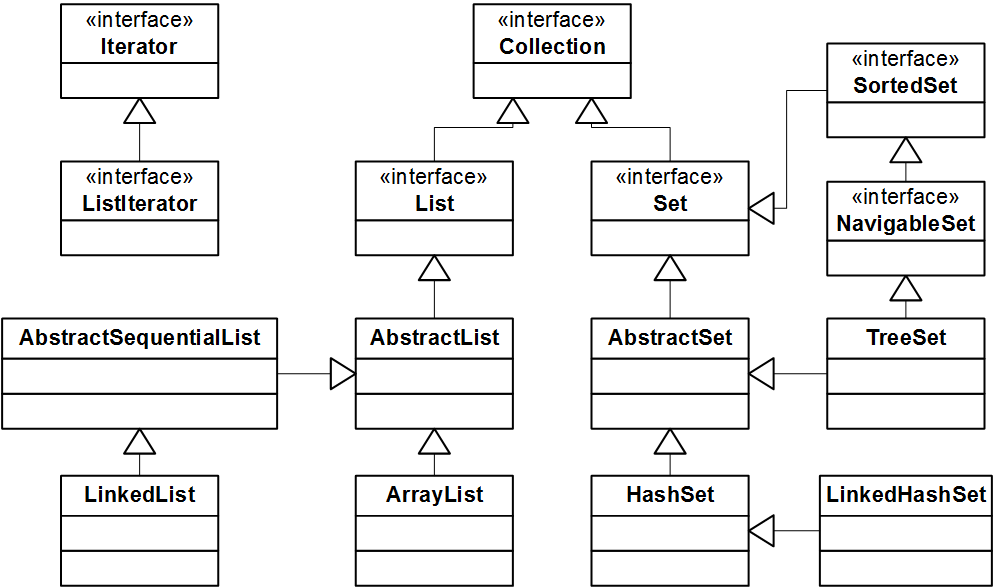 «interface»
Iterator
«interface»
Collection
«interface»
SortedSet
«interface»
ListIterator
«interface»
List
«interface»
Set
«interface»
NavigableSet
AbstractSequentialList
AbstractList
AbstractSet
TreeSet
LinkedList
ArrayList
HashSet
LinkedHashSet